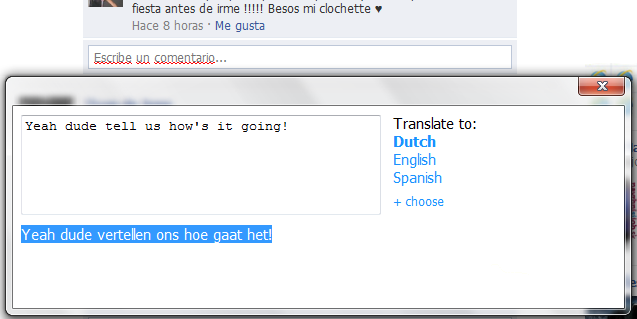 fiesta antes de irme !!!!! Besos mi clochette ♥
Hace 8 horas · Me gusta
Escribe un comentario...
Yeah dude tell us how's it going!
Translate to:
Dutch
English
Spanish
+ choose
Yeah dude vertellen ons hoe gaat het!